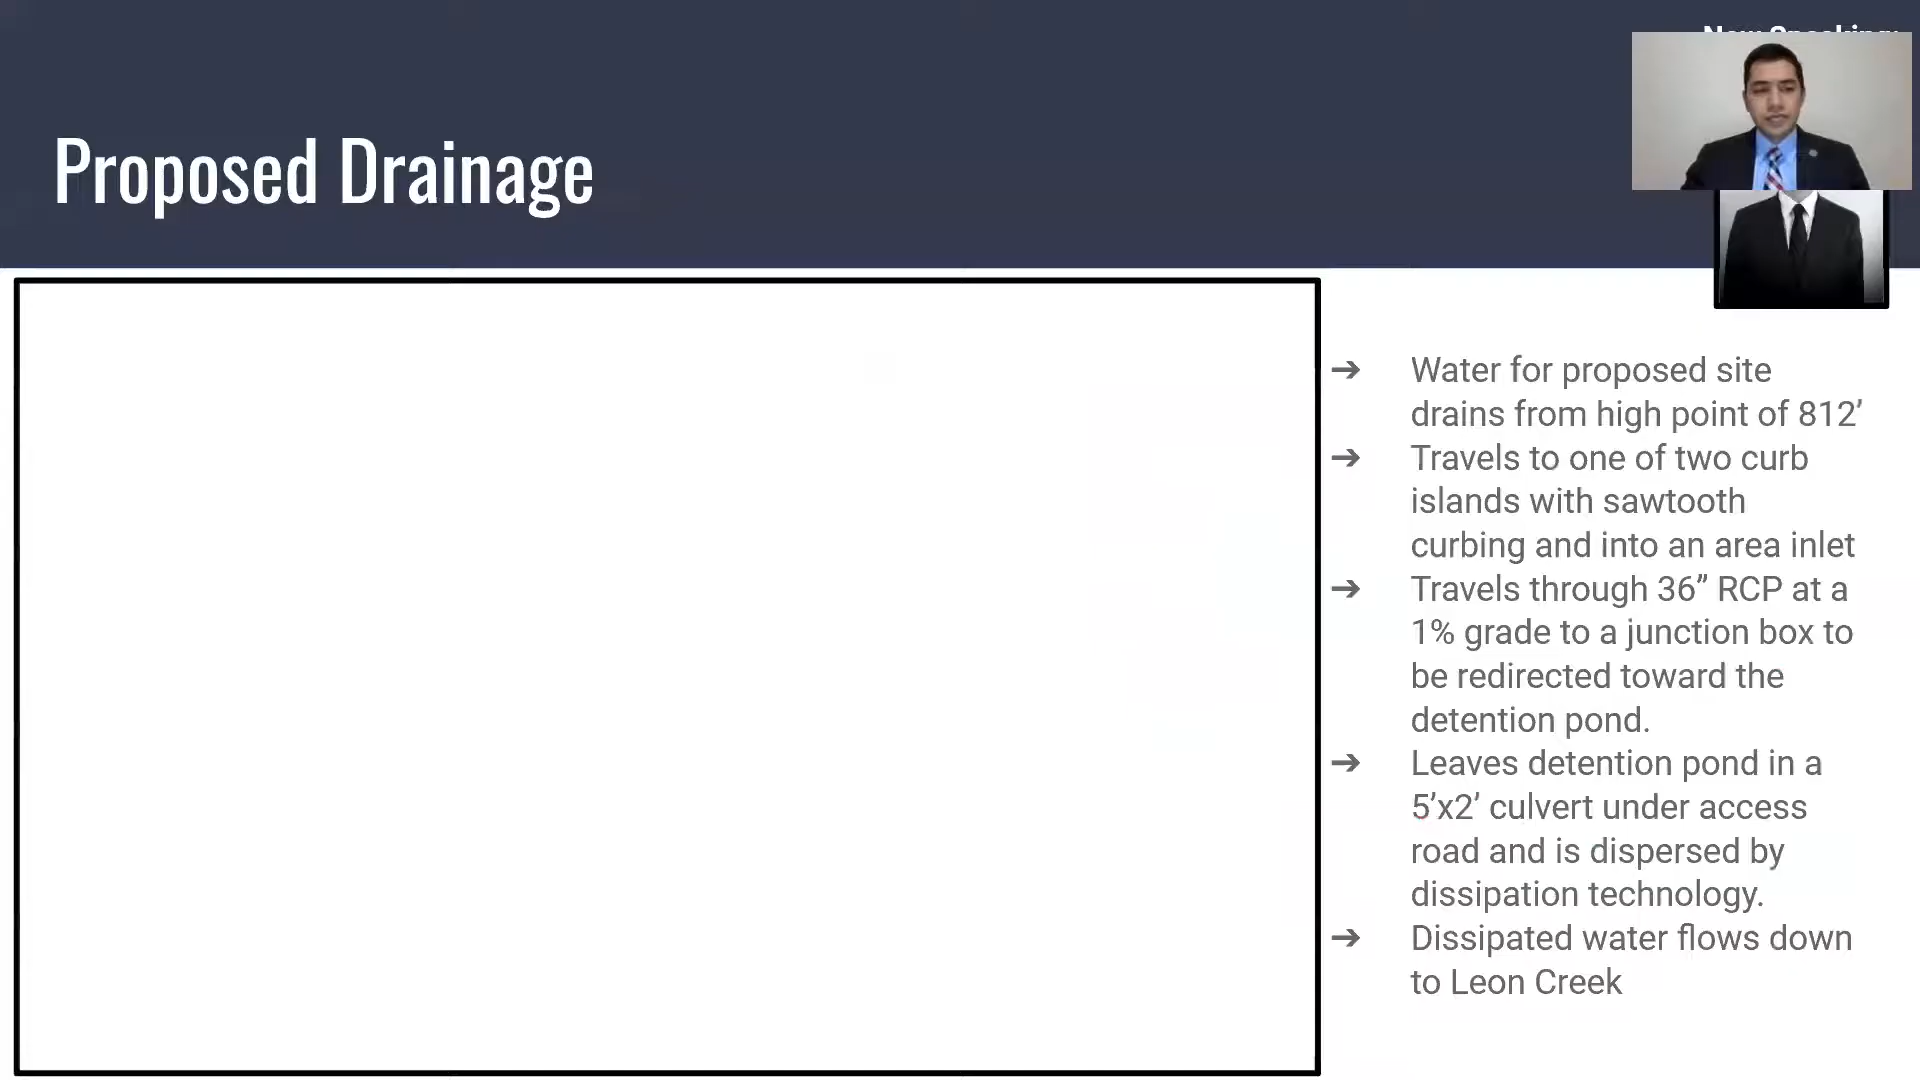 Proposed Drainage
➔ Water for proposed site
drains from high point of 812’
➔ Travels to one of two curb
islands with sawtooth
curbing and into an area inlet
➔ Travels through 36” RCP at a
1% grade to a junction box to
be redirected toward the
detention pond.
➔ Leaves detention pond in a
5’x2’ culvert under access
road and is dispersed by
dissipation technology.
➔ Dissipated water flows down
to Leon Creek